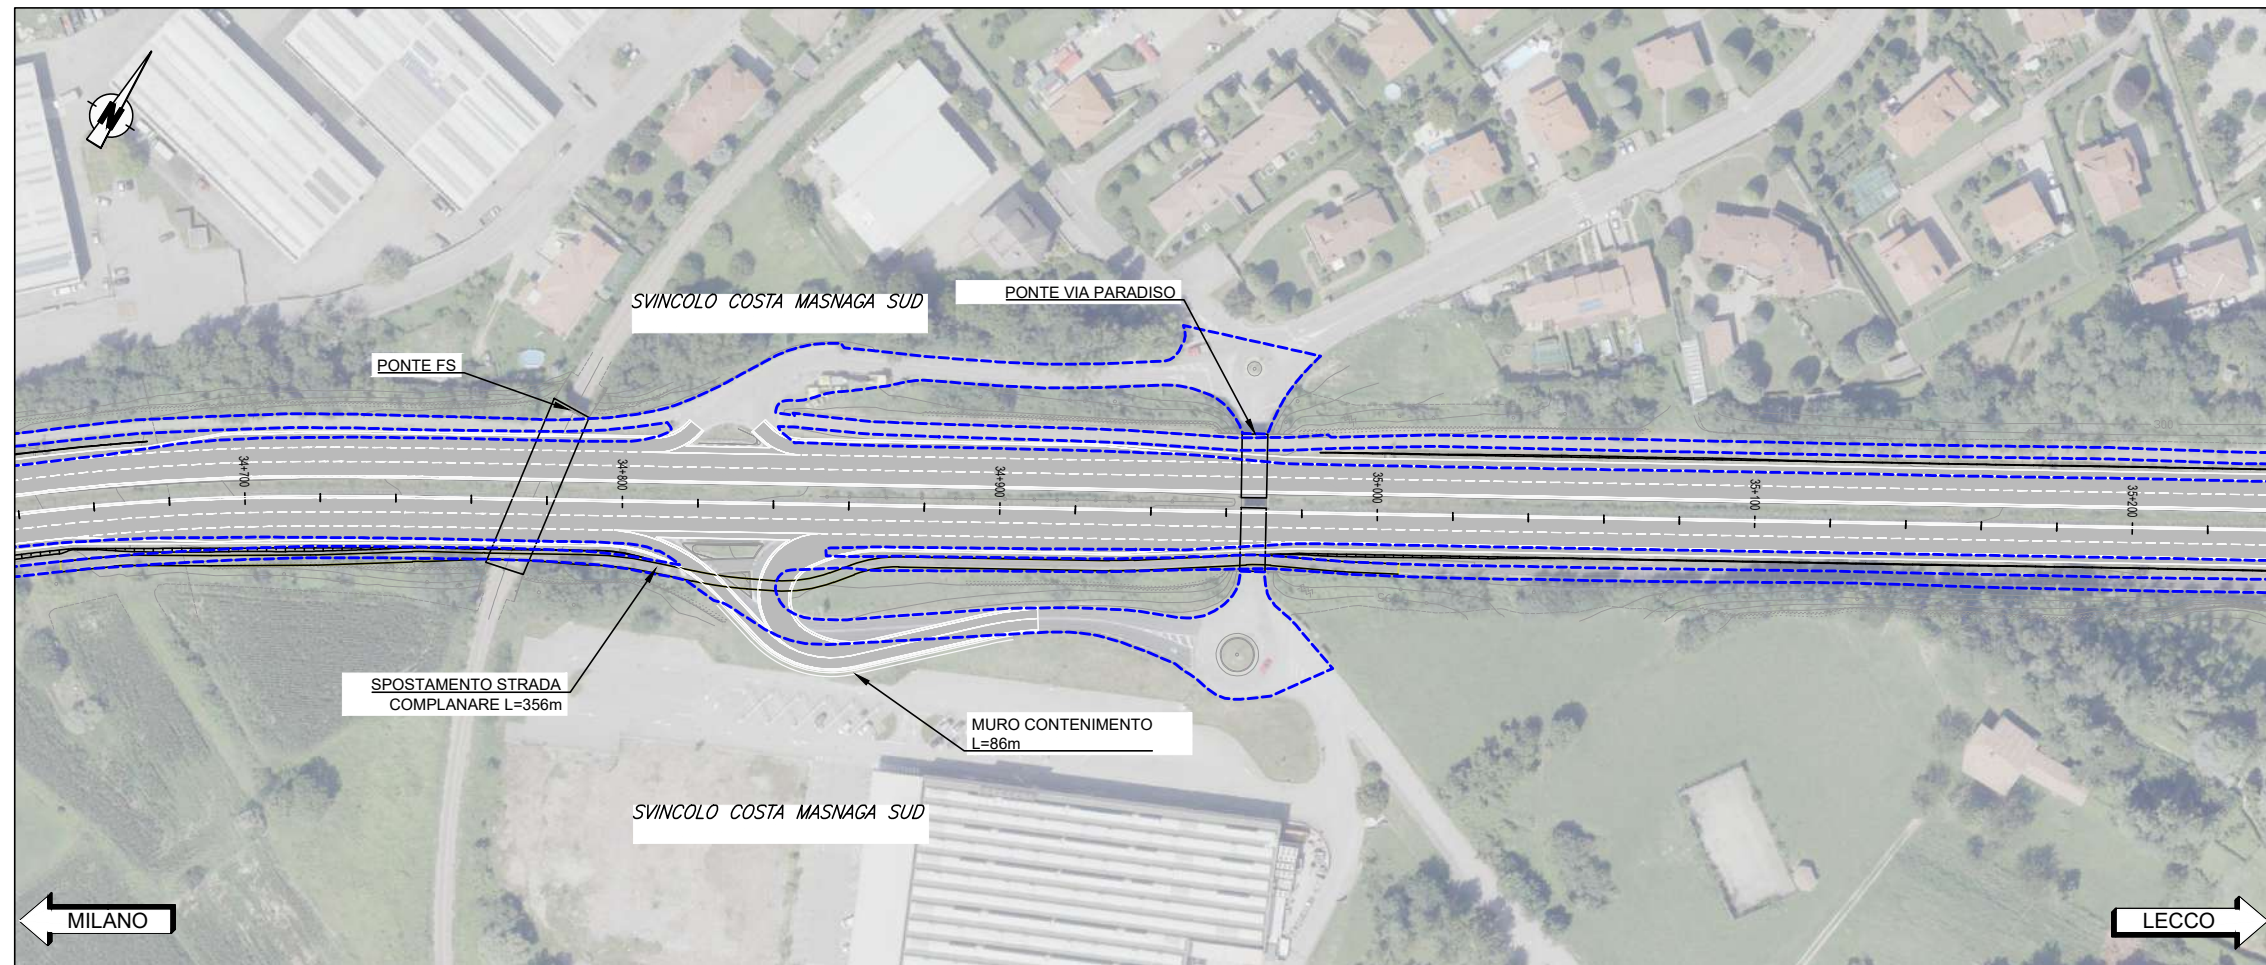 N
SVINCOLO COSTA MASNAGA SUD
PONTE VIA PARADISO
PONTE FS
34+700
34+800
34+900
35+000
35+100
35+200
SPOSTAMENTO STRADA
COMPLANARE L=356m
MURO CONTENIMENTO
L=86m
SVINCOLO COSTA MASNAGA SUD
MILANO
LECCO